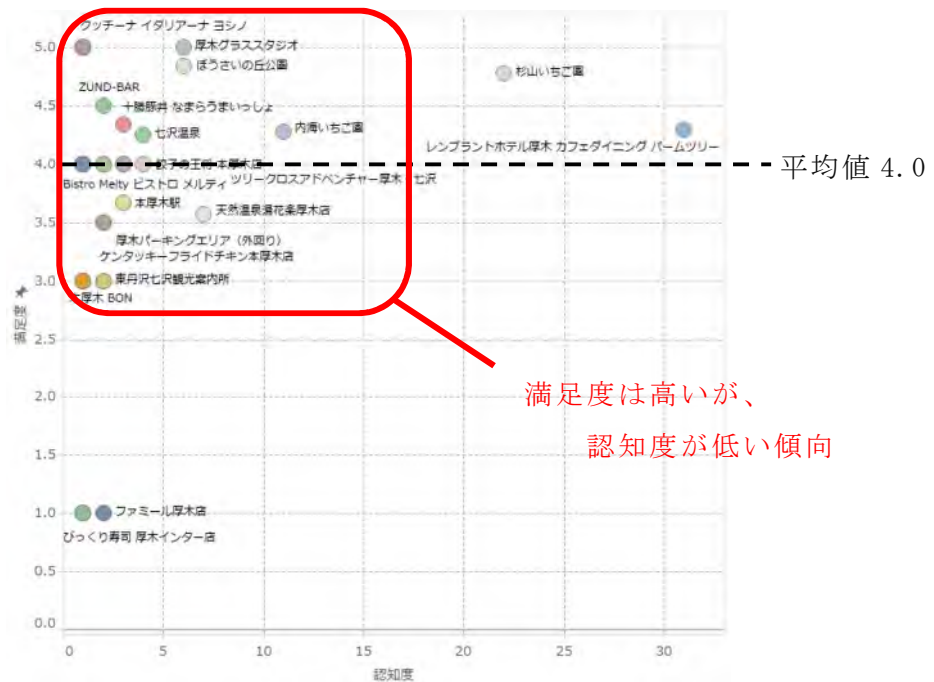 クッチーナ イタリアーナ ヨシノ
5.0
厚木グラススタジオ
ぼうさいの丘公園
杉山いちご園
ZUND-BAR
4.5
十勝豚丼 なまらうまいっしょ
七沢温泉
内海いちご園
レンブラントホテル厚木 カフェダイニング パームツリー
4.0
餃子の王将 本厚木店
平均値 4.0
Bistro Melty ビストロ メルティ
ツリークロスアドベンチャー厚木 七沢
本厚木駅
天然温泉湯花楽厚木店
3.5
厚木パーキングエリア（外回り）
ケンタッキーフライドチキン本厚木店
3.0
東丹沢七沢観光案内所
本厚木 BON
満足度
2.5
満足度は高いが、
2.0
認知度が低い傾向
1.5
1.0
ファミール厚木店
びっくり寿司 厚木インター店
0.5
0.0
0
5
10
15
20
25
30
認知度